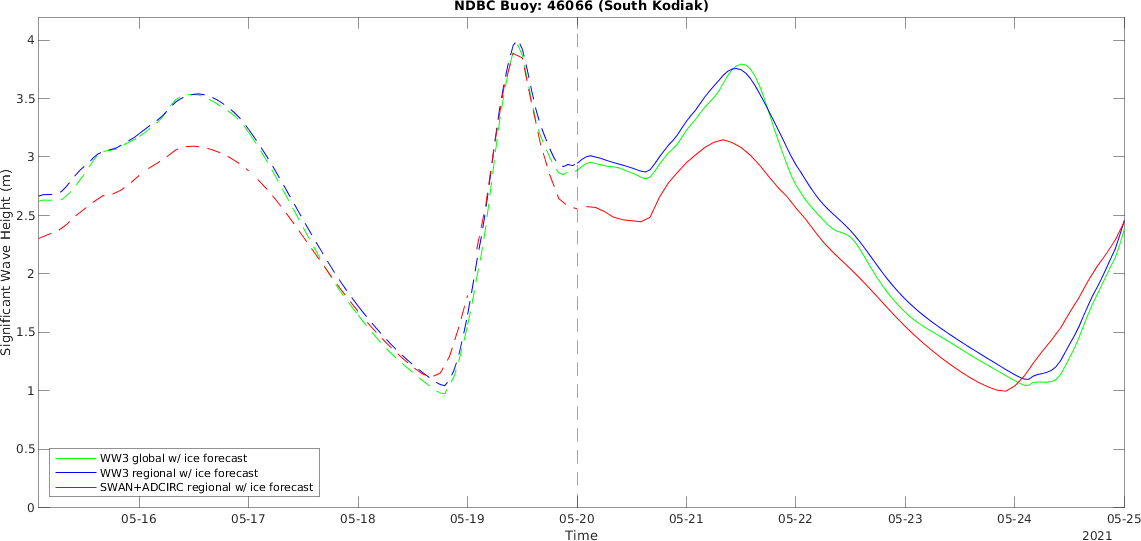 NDBC Buoy: 46066 (South Kodiak)
Significant Wave Height (m)
4
3.5
3
2.5
2
1.5
1
0.5
0
WW3 global w/ ice forecast
WW3 regional w/ ice forecast
SWAN+ADCIRC regional w/ ice forecast
05-16 05-17 05-18 05-19 05-20 05-21 05-22 05-23 05-24 05-25
Time
2021